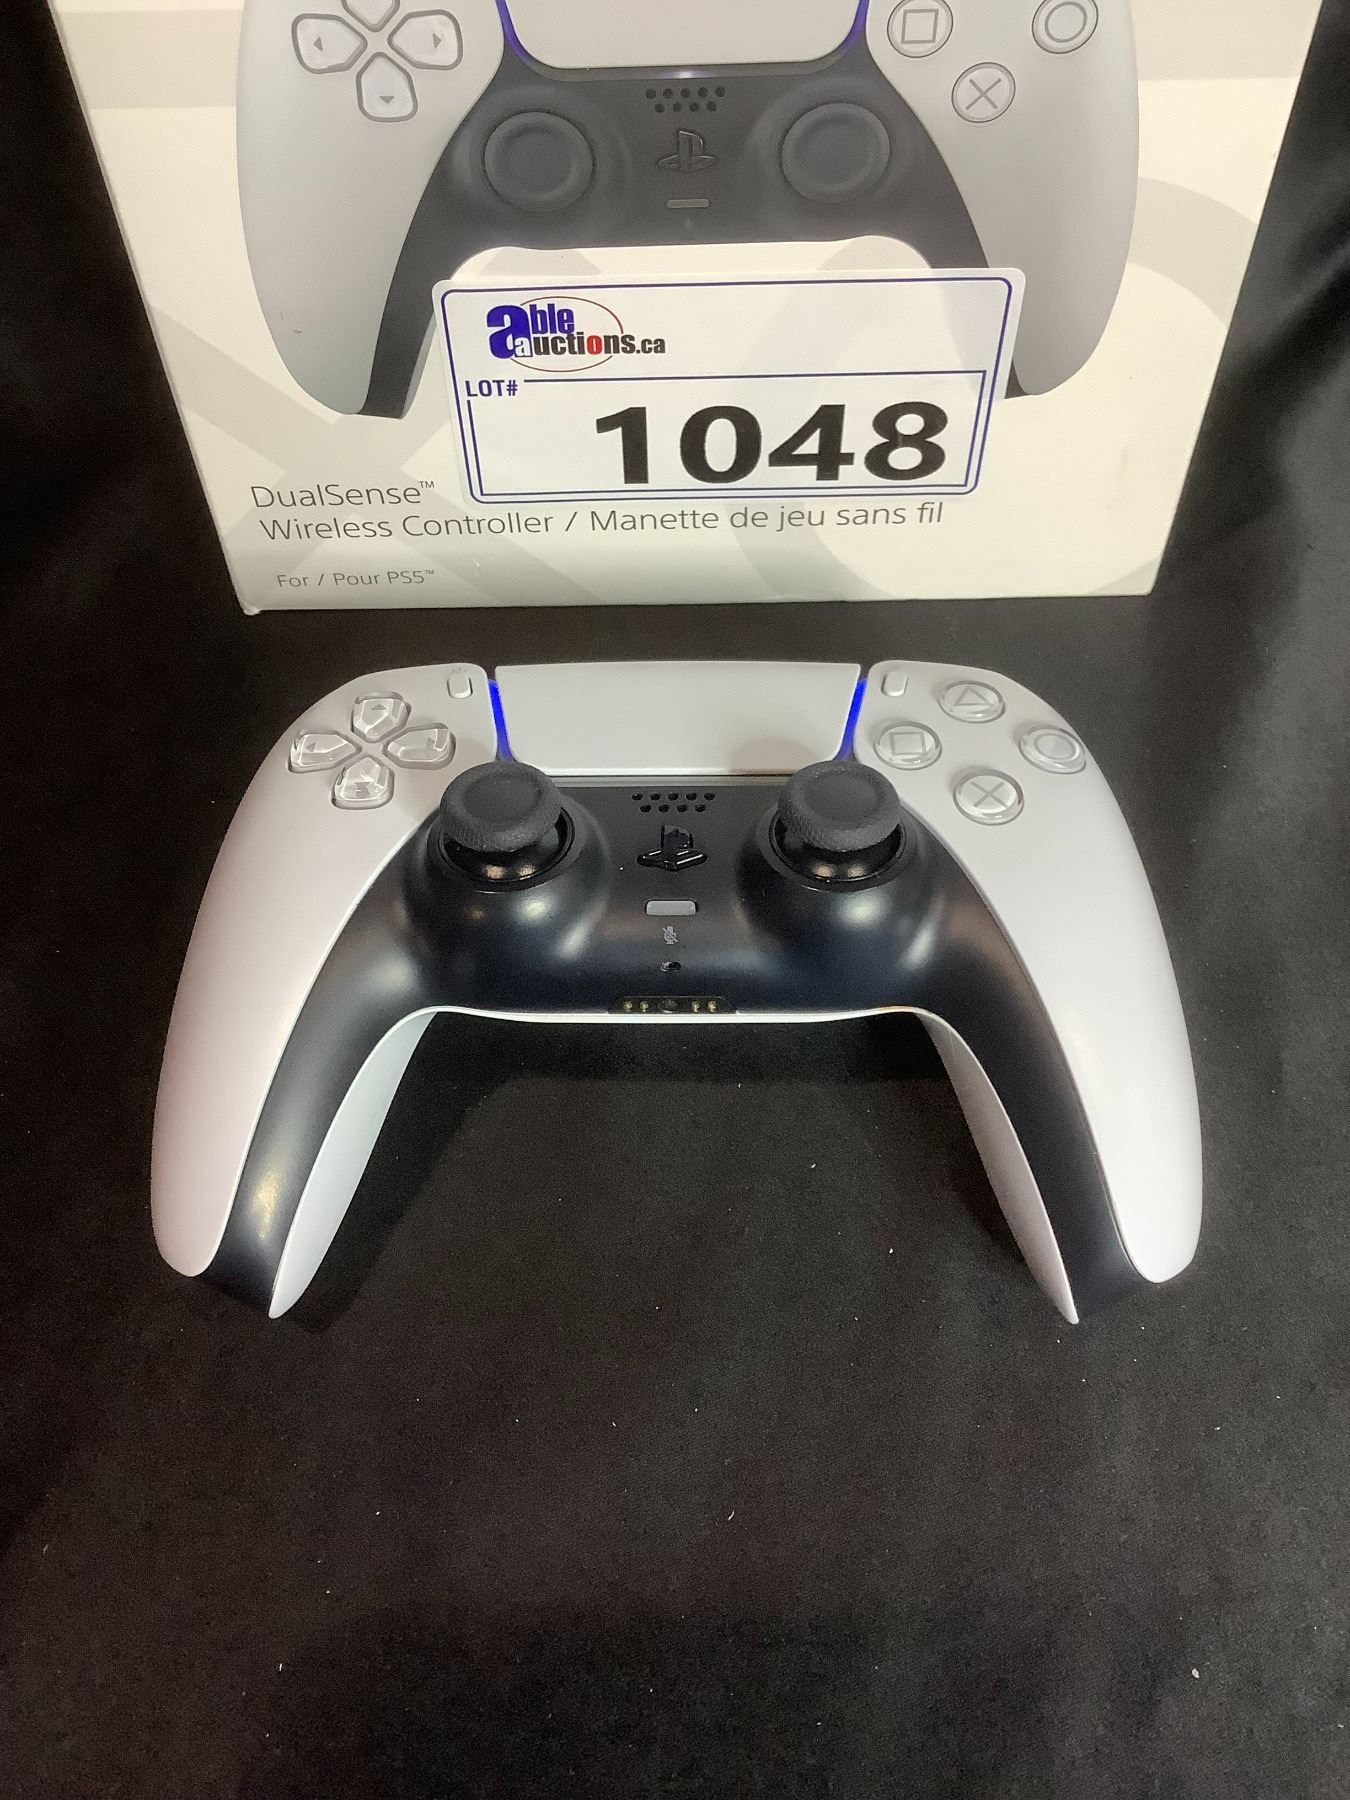 able
auctions.ca
LOT#
1048
DualSense™
Wireless Controller / Manette de jeu sans fil
For / Pour PS5™